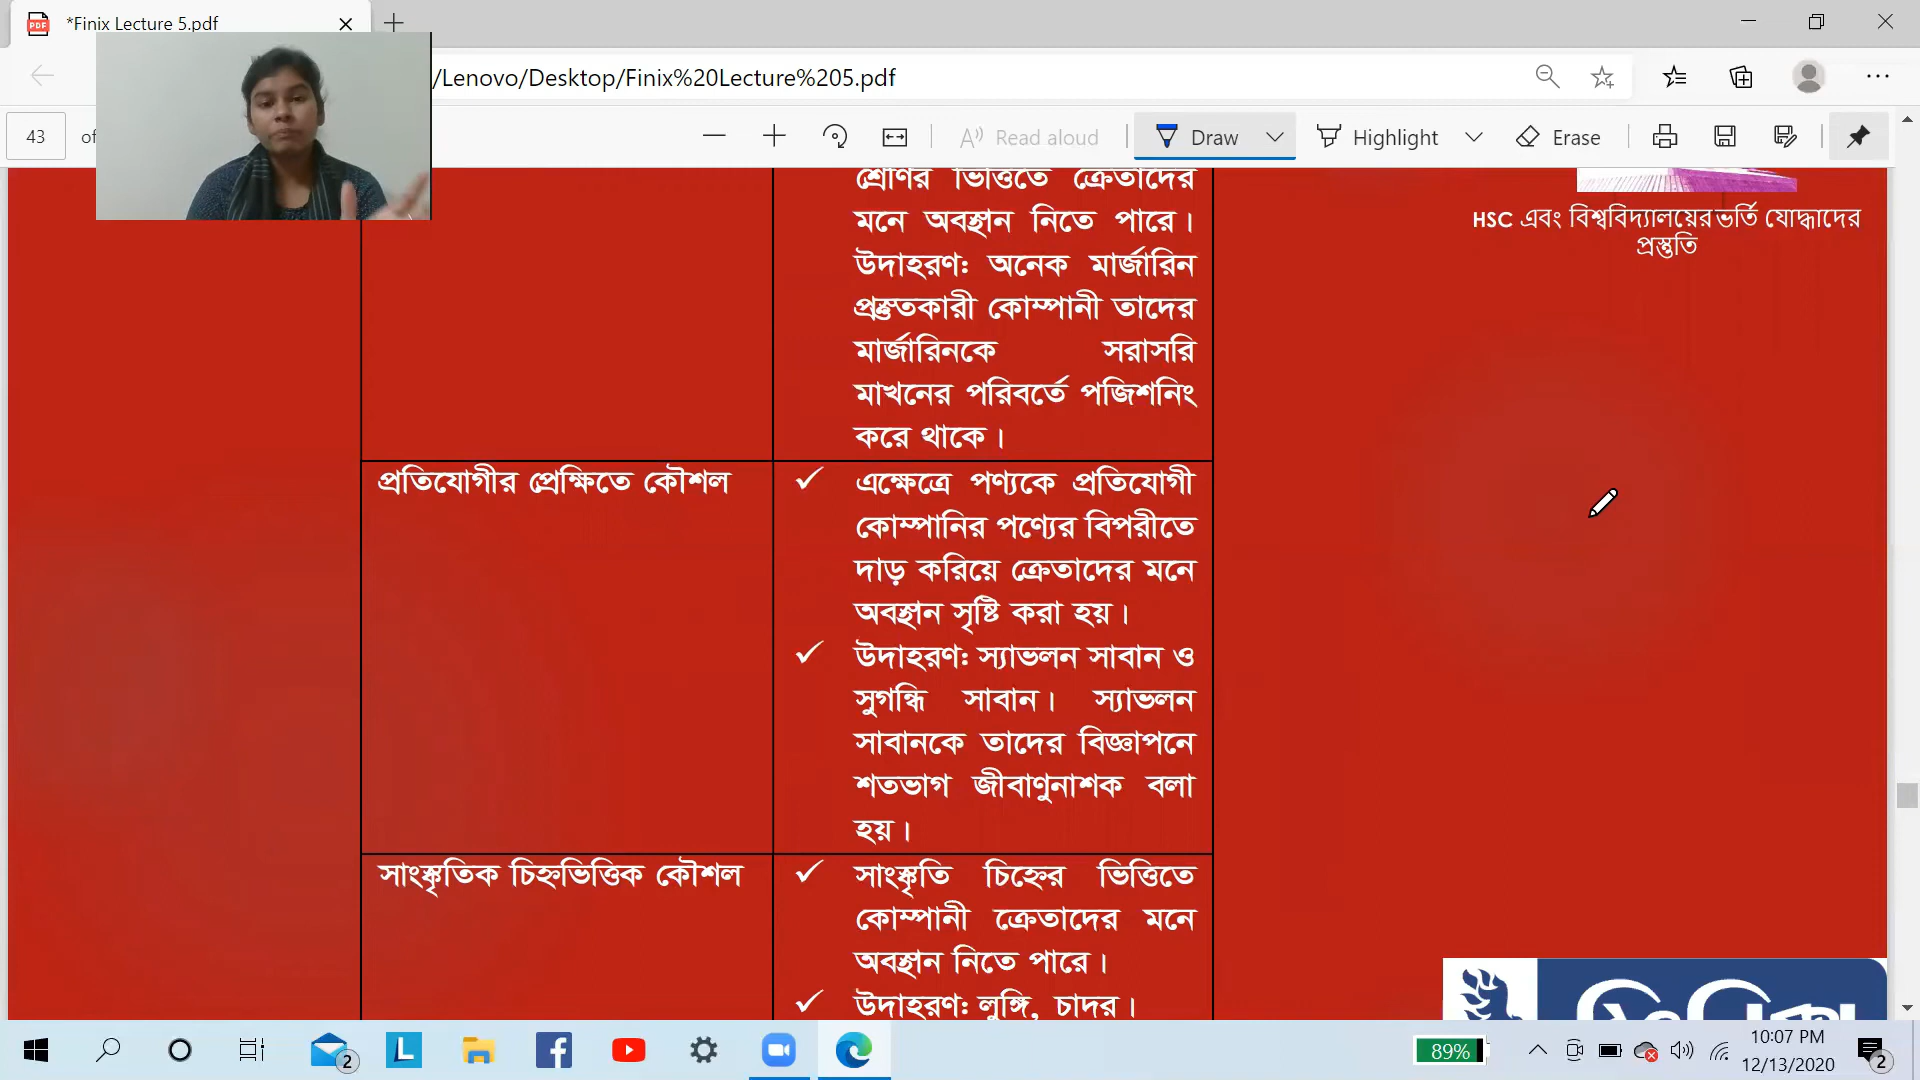 *Finix Lecture 5.pdf
/Lenovo/Desktop/Finix%20Lecture%205.pdf
43
of
Read aloud
Draw
Highlight
Erase
শ্রেণির ভিত্তিতে ক্রেতাদের
মনে অবস্থান নিতে পারে।
উদাহরণ: অনেক মার্জারিন
প্রস্তুতকারী কোম্পানী তাদের
মার্জারিনকে সরাসরি
মাখনের পরিবর্তে পজিশনিং
করে থাকে।
HSC এবং বিশ্ববিদ্যালয়ের ভর্তি যোদ্ধাদের
প্রস্তুতি
প্রতিযোগীর প্রেক্ষিতে কৌশল
✓ এক্ষেত্রে পণ্যকে প্রতিযোগী
কোম্পানির পণ্যের বিপরীতে
দাড় করিয়ে ক্রেতাদের মনে
অবস্থান সৃষ্টি করা হয়।
✓ উদাহরণ: স্যাভলন সাবান ও
সুগন্ধি সাবান। স্যাভলন
সাবানকে তাদের বিজ্ঞাপনে
শতভাগ জীবাণুনাশক বলা
হয়।
সাংস্কৃতিক চিহ্নভিত্তিক কৌশল
✓ সাংস্কৃতি চিহ্নের ভিত্তিতে
কোম্পানী ক্রেতাদের মনে
অবস্থান নিতে পারে।
✓ উদাহরণ: লুঙ্গি, চাদর।
2
L
89%
10:07 PM
12/13/2020
2